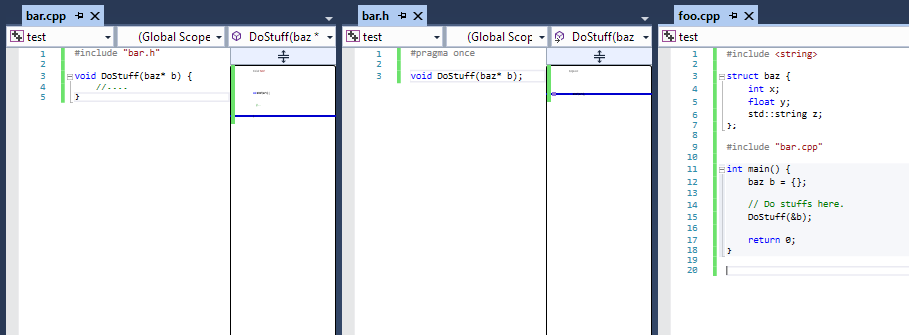 bar.cpp
test
(Global Scope
DoStuff(baz *
1 #include "bar.h"
2
3 void DoStuff(baz* b) {
4 //....
5 }
bar.h
test
(Global Scop
DoStuff(baz
1 #pragma once
2
3 void DoStuff(baz* b);
foo.cpp
test
1 #include <string>
2
3 struct baz {
4 int x;
5 float y;
6 std::string z;
7 };
8
9 #include "bar.cpp"
10
11 int main() {
12 baz b = {};
13
14 // Do stuffs here.
15 DoStuff(&b);
16
17 return 0;
18 }
19
20